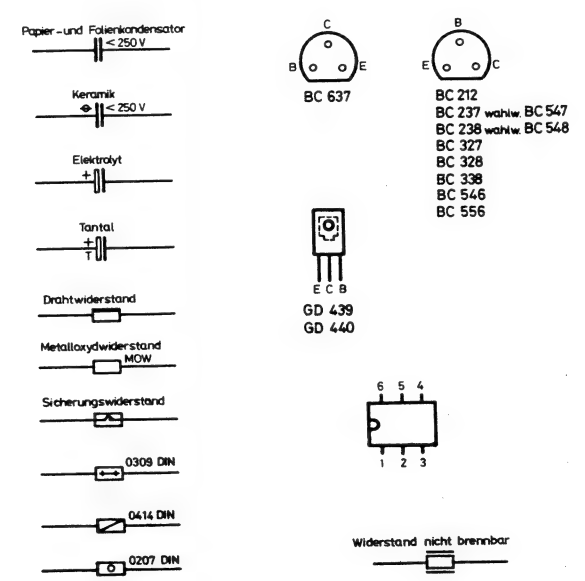 Papier-und Folienkondensator
< 250 V
Keramik
< 250 V
Elektrolyt
+
Tantal
+
T
Drahtwiderstand
Metalloxydwiderstand
MOW
Sicherungswiderstand
0309 DIN
0414 DIN
0207 DIN
C
B E
BC 637
B
E C
BC 212
BC 237 wahlw. BC 547
BC 238 wahlw. BC 548
BC 327
BC 328
BC 338
BC 546
BC 556
E C B
GD 439
GD 440
6 5 4
1 2 3
Widerstand nicht brennbar